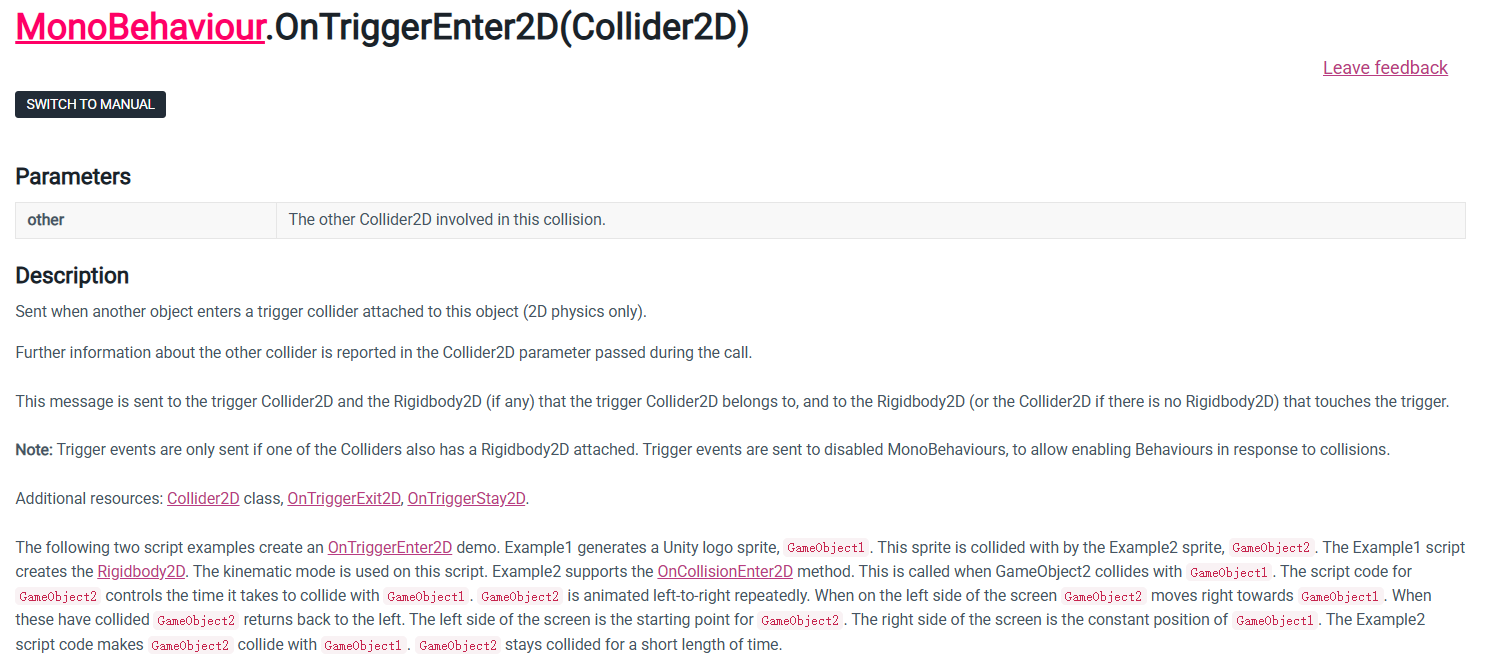 MonoBehaviour.OnTriggerEnter2D(Collider2D)
Leave feedback
SWITCH TO MANUAL
Parameters
other The other Collider2D involved in this collision.
Description
Sent when another object enters a trigger collider attached to this object (2D physics only).
Further information about the other collider is reported in the Collider2D parameter passed during the call.
This message is sent to the trigger Collider2D and the Rigidbody2D (if any) that the trigger Collider2D belongs to, and to the Rigidbody2D (or the Collider2D if there is no Rigidbody2D) that touches the trigger.
Note: Trigger events are only sent if one of the Colliders also has a Rigidbody2D attached. Trigger events are sent to disabled MonoBehaviours, to allow enabling Behaviours in response to collisions.
Additional resources: Collider2D class, OnTriggerExit2D, OnTriggerStay2D.
The following two script examples create an OnTriggerEnter2D demo. Example1 generates a Unity logo sprite, GameObject1 . This sprite is collided with by the Example2 sprite, GameObject2 . The Example1 script
creates the Rigidbody2D. The kinematic mode is used on this script. Example2 supports the OnCollisionEnter2D method. This is called when GameObject2 collides with GameObject1 . The script code for
GameObject2 controls the time it takes to collide with GameObject1 . GameObject2 is animated left-to-right repeatedly. When on the left side of the screen GameObject2 moves right towards GameObject1 . When
these have collided GameObject2 returns back to the left. The left side of the screen is the starting point for GameObject2 . The right side of the screen is the constant position of GameObject1 . The Example2
script code makes GameObject2 collide with GameObject1 . GameObject2 stays collided for a short length of time.